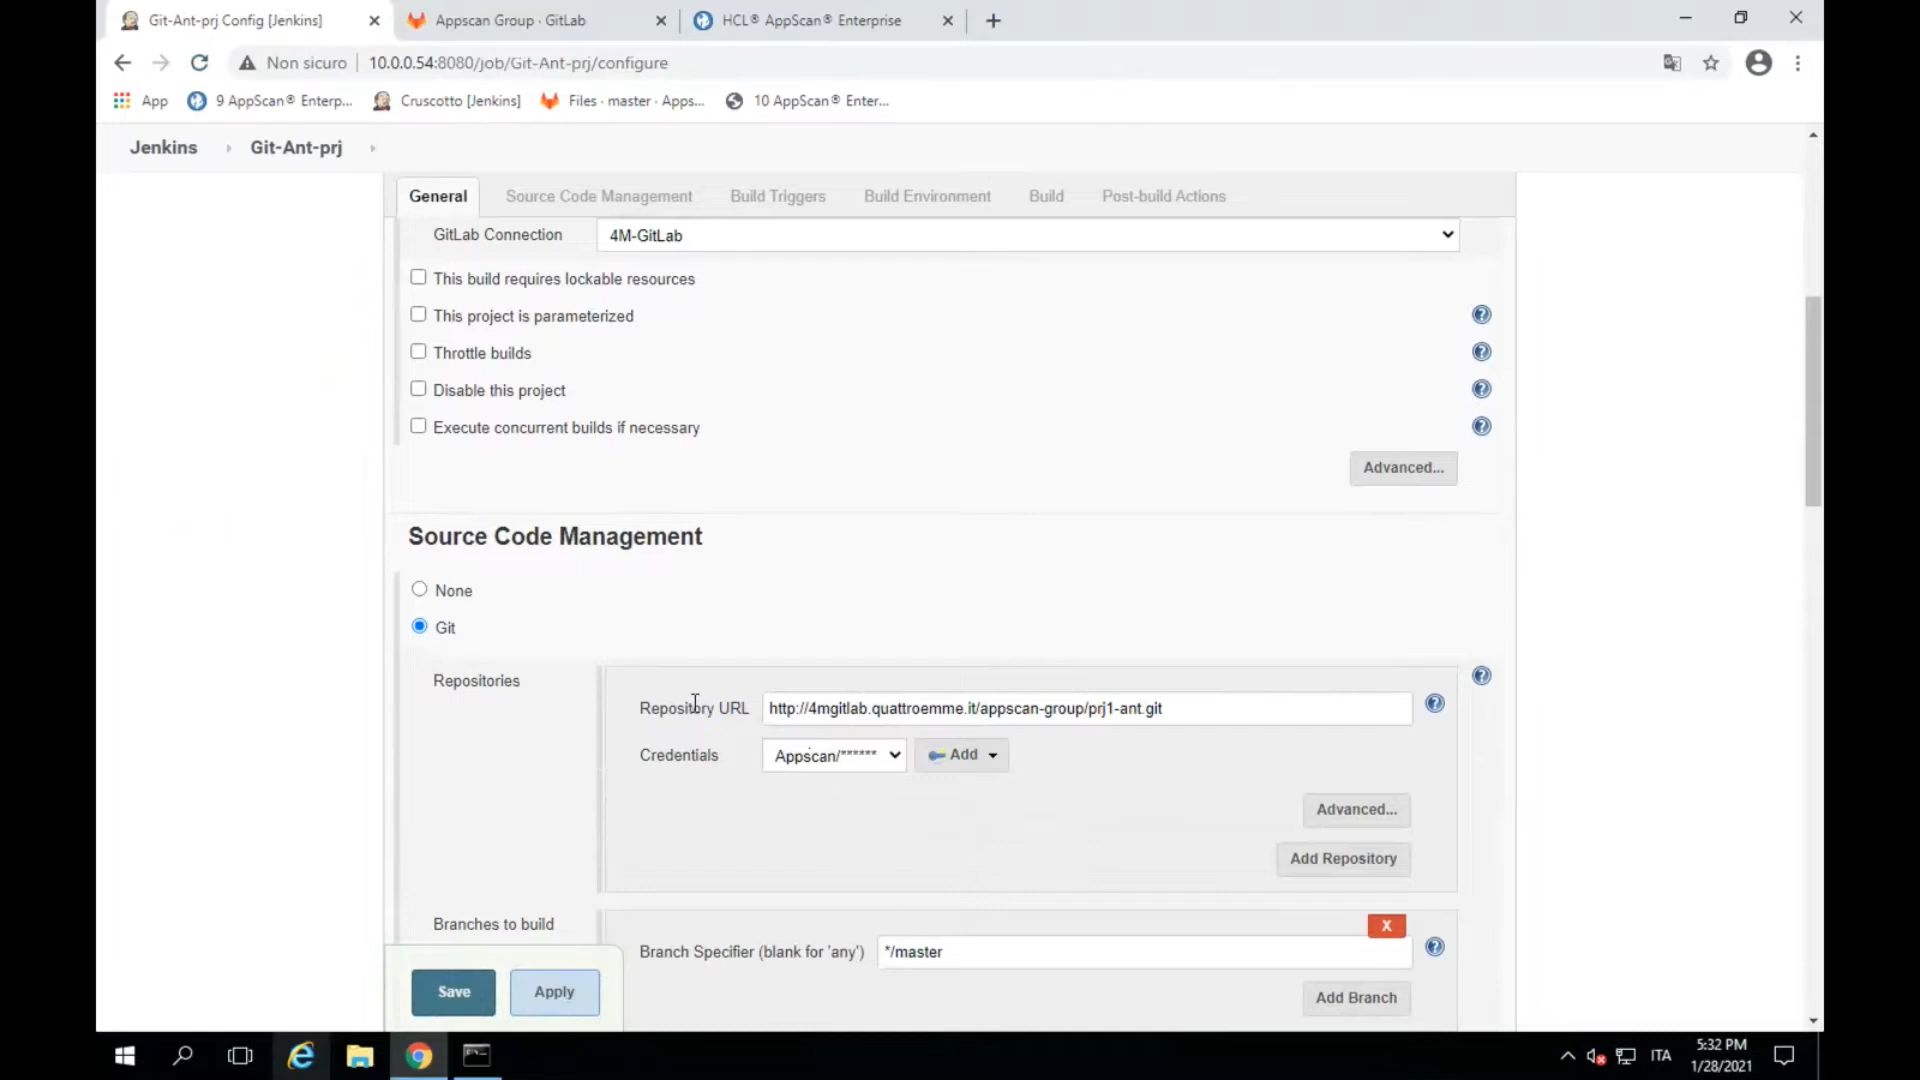 Git-Ant-prj Config [Jenkins]
Appscan Group · GitLab
HCL® AppScan® Enterprise
Non sicuro
10.0.0.54:8080/job/Git-Ant-prj/configure
App
9 AppScan® Enterp...
Cruscotto [Jenkins]
Files · master · Apps...
10 AppScan® Enter...
Jenkins
Git-Ant-prj
General
Source Code Management
Build Triggers
Build Environment
Build
Post-build Actions
GitLab Connection
4M-GitLab
This build requires lockable resources
This project is parameterized
Throttle builds
Disable this project
Execute concurrent builds if necessary
Advanced...
Source Code Management
None
Git
Repositories
Repository URL
http://4mgitlab.quattroemme.it/appscan-group/prj1-ant.git
Credentials
Appscan/******
Add
Advanced...
Add Repository
Branches to build
X
Branch Specifier (blank for 'any')
*/master
Save
Apply
Add Branch
ITA
5:32 PM
1/28/2021